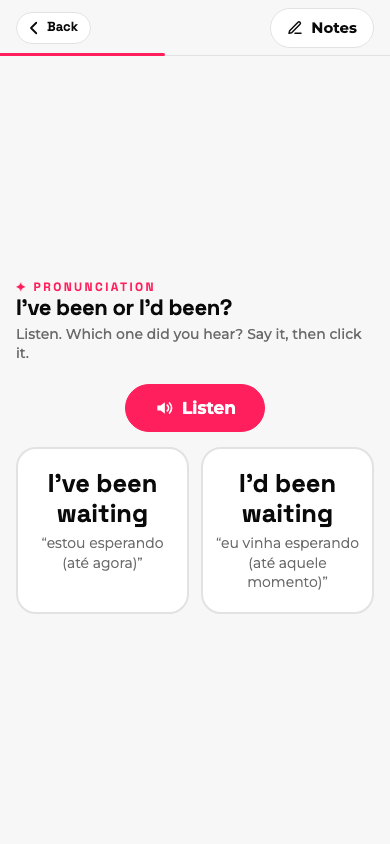 Back
Notes
PRONUNCIATION
I've been or I'd been?
Listen. Which one did you hear? Say it, then click
it.
Listen
I've been
waiting
“estou esperando
(até agora)”
I'd been
waiting
“eu vinha esperando
(até aquele
momento)”